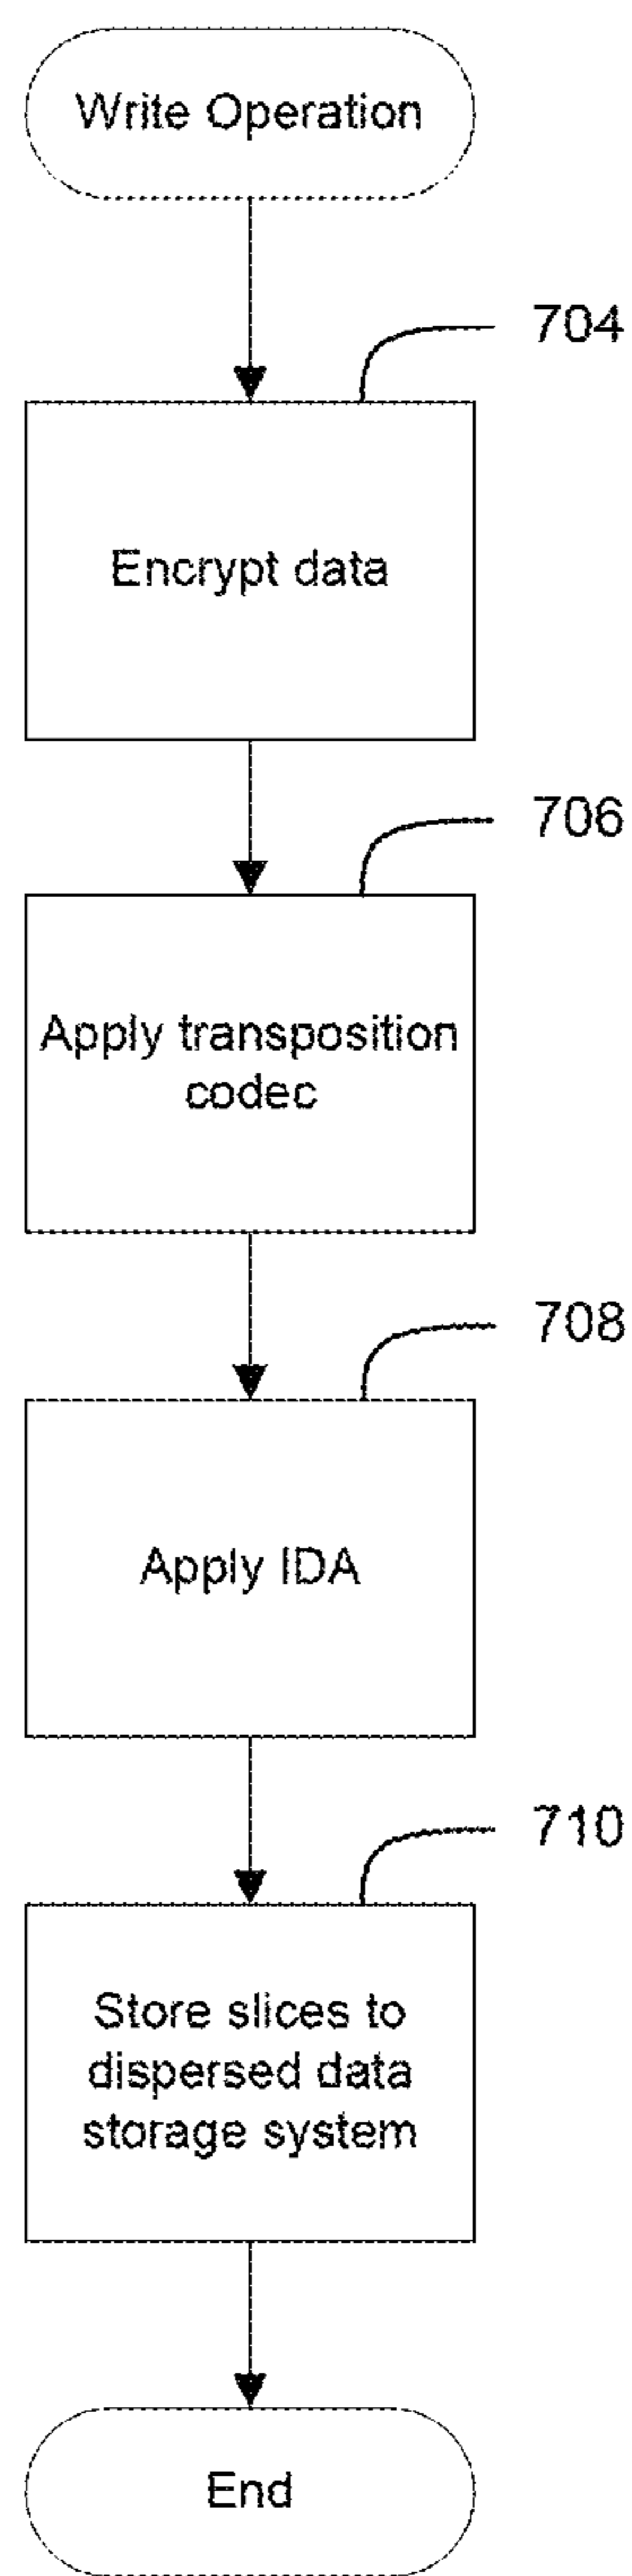 Write Operation
704
Encrypt data
706
Apply transposition
codec
708
Apply IDA
710
Store slices to
dispersed data
storage system
End